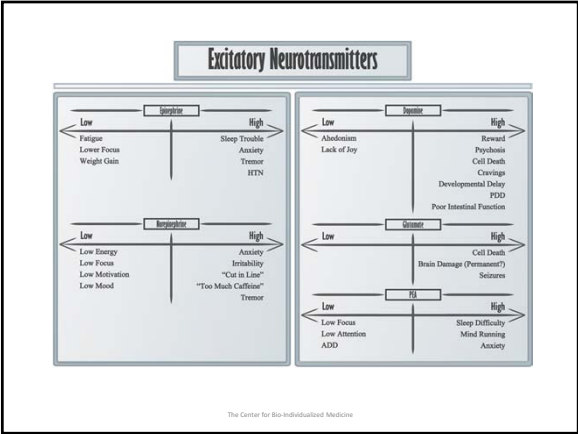 Excitatory Neurotransmitters
Epinephrine
Low High
Fatigue Sleep Trouble
Lower Focus Anxiety
Weight Gain Tremor
HTN
Norepinephrine
Low High
Low Energy Anxiety
Low Focus Irritability
Low Motivation "Cut in Line"
Low Mood "Too Much Caffeine"
Tremor
Dopamine
Low High
Ahedonism Reward
Lack of Joy Psychosis
Cell Death
Cravings
Developmental Delay
PDD
Poor Intestinal Function
Glutamate
Low High
Cell Death
Brain Damage (Permanent?)
Seizures
PEA
Low High
Low Focus Sleep Difficulty
Low Attention Mind Running
ADD Anxiety
The Center for Bio-Individualized Medicine